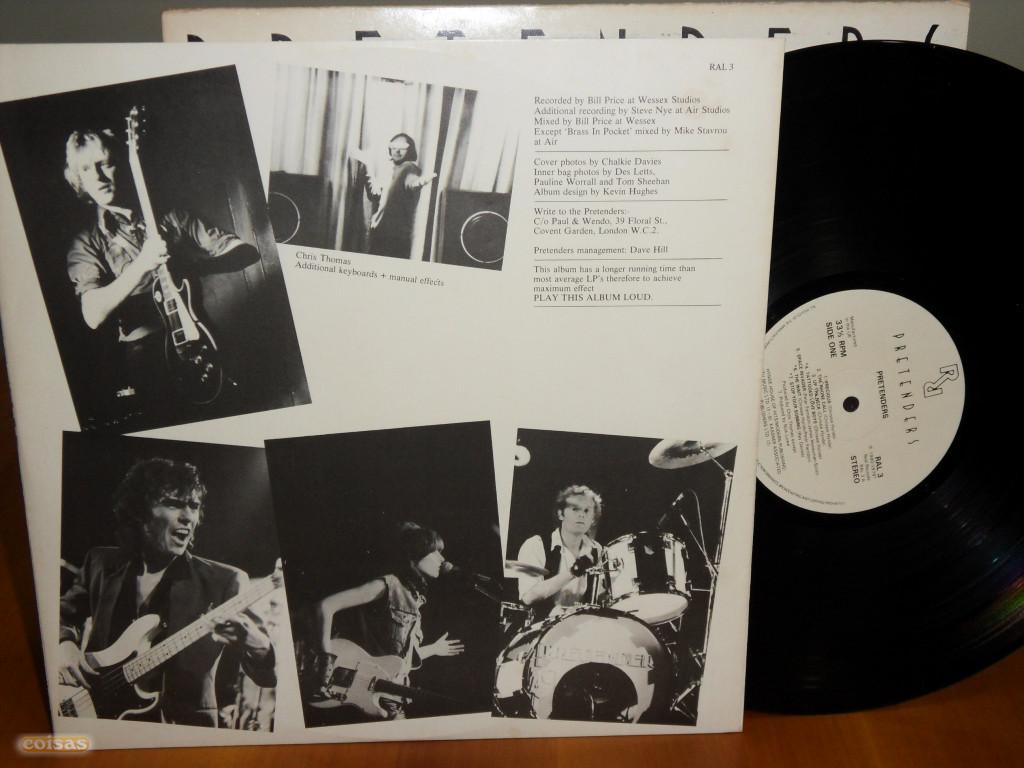 PRETENDERS
RAL 3
Recorded by Bill Price at Wessex Studios
Additional recording by Steve Nye at Air Studios
Mixed by Bill Price at Wessex
Except 'Brass In Pocket' mixed by Mike Stavrou
at Air
Cover photos by Chalkie Davies
Inner bag photos by Des Letts,
Pauline Worrall and Tom Sheehan
Album design by Kevin Hughes
Write to the Pretenders:
C/o Paul & Wendo, 39 Floral St.,
Covent Garden, London W.C.2.
Pretenders management: Dave Hill
This album has a longer running time than
most average LP's therefore to achieve
maximum effect
PLAY THIS ALBUM LOUD.
Chris Thomas
Additional keyboards + manual effects
PRETENDERS
PRETENDERS
33⅓ RPM
SIDE ONE
RAL 3
STEREO
coisas